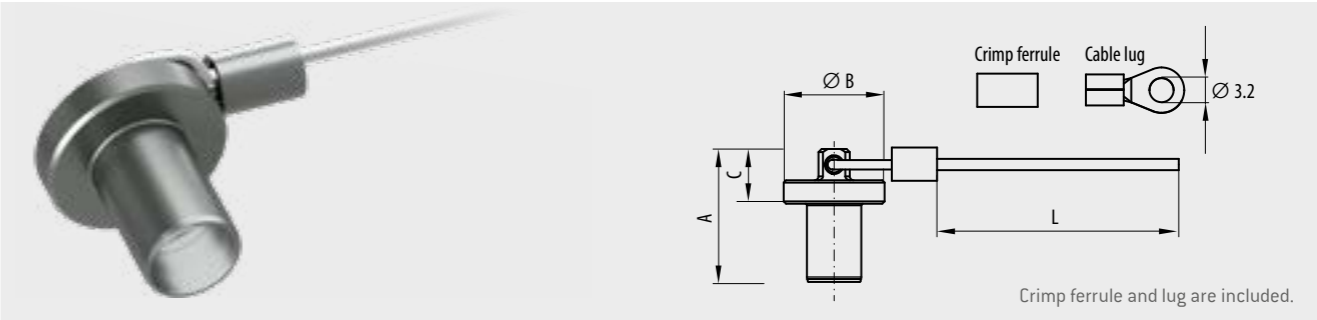 Crimp ferrule Cable lug
∅ B
∅ 3.2
C
A
L
Crimp ferrule and lug are included.